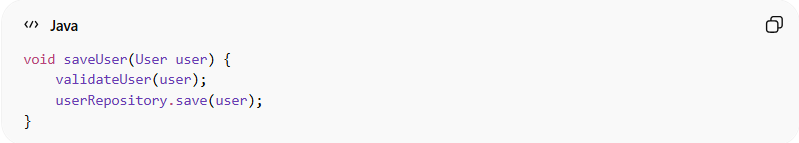 </> Java
void saveUser(User user) {
    validateUser(user);
    userRepository.save(user);
}